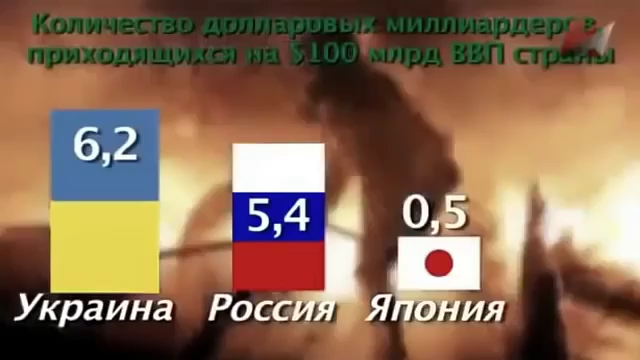 Количество долларовых миллиардеров,
приходящихся на $100 млрд ВВП страны
6,2
5,4
0,5
Украина Россия Япония